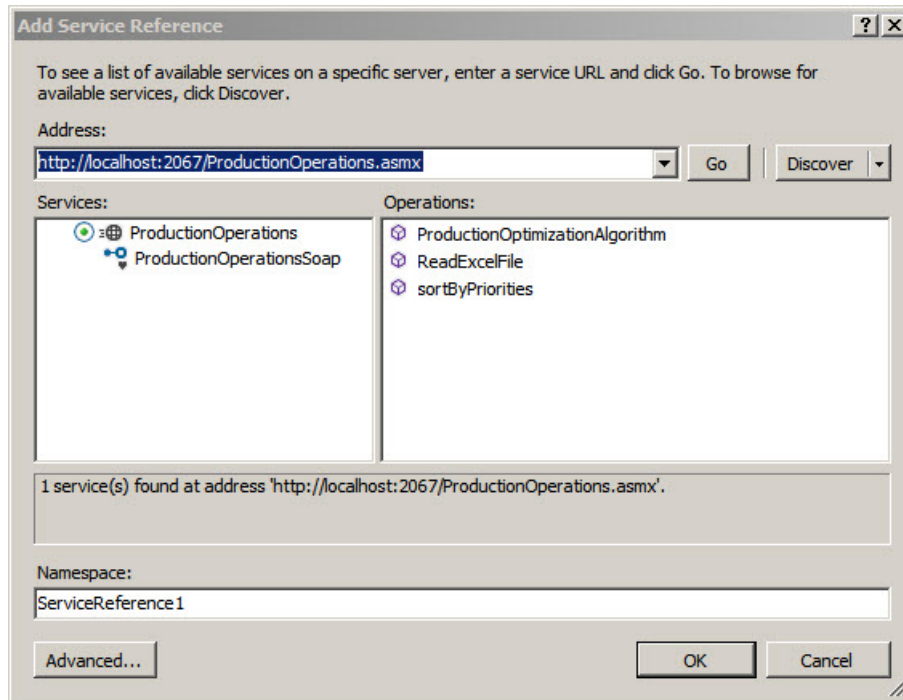 Add Service Reference
To see a list of available services on a specific server, enter a service URL and click Go. To browse for
available services, click Discover.
Address:
http://localhost:2067/ProductionOperations.asmx
Go
Discover
Services:
Operations:
ProductionOperations
ProductionOperationsSoap
ProductionOptimizationAlgorithm
ReadExcelFile
sortByPriorities
1 service(s) found at address 'http://localhost:2067/ProductionOperations.asmx'.
Namespace:
ServiceReference1
Advanced...
OK
Cancel